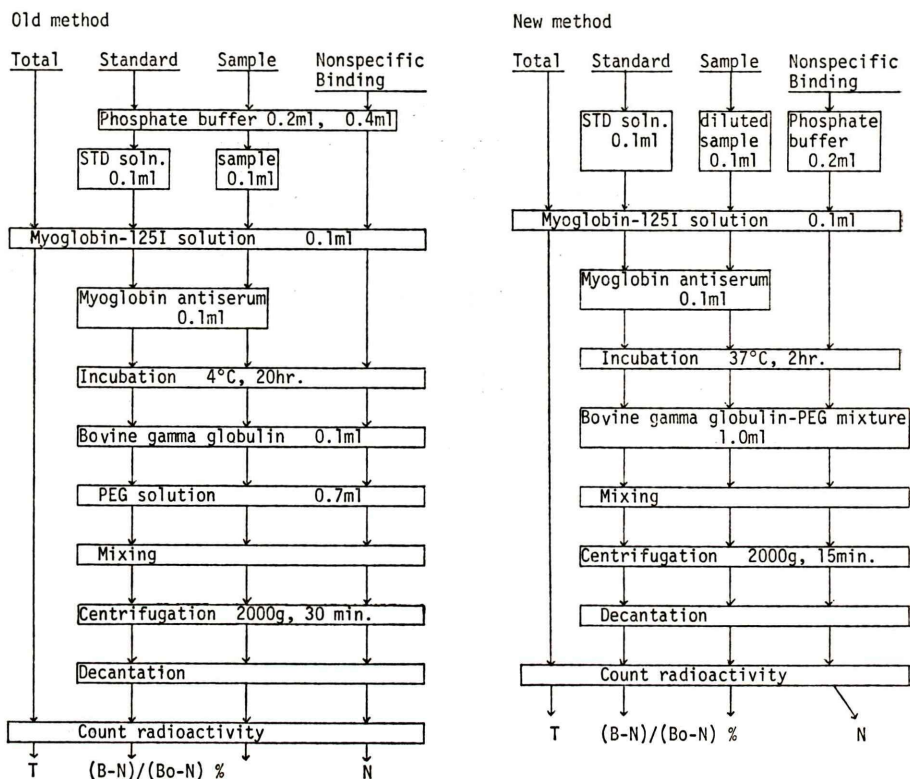 Old method
Total Standard Sample Nonspecific
Binding
Phosphate buffer 0.2ml, 0.4ml
STD soln.
0.1ml
sample
0.1ml
Myoglobin-125I solution 0.1ml
Myoglobin antiserum
0.1ml
Incubation 4°C, 20hr.
Bovine gamma globulin 0.1ml
PEG solution 0.7ml
Mixing
Centrifugation 2000g, 30 min.
Decantation
Count radioactivity
T (B-N)/(Bo-N) % N
New method
Total Standard Sample Nonspecific
Binding
STD soln.
0.1ml
diluted
sample
0.1ml
Phosphate
buffer
0.2ml
Myoglobin-125I solution 0.1ml
Myoglobin antiserum
0.1ml
Incubation 37°C, 2hr.
Bovine gamma globulin-PEG mixture
1.0ml
Mixing
Centrifugation 2000g, 15min.
Decantation
Count radioactivity
T (B-N)/(Bo-N) % N